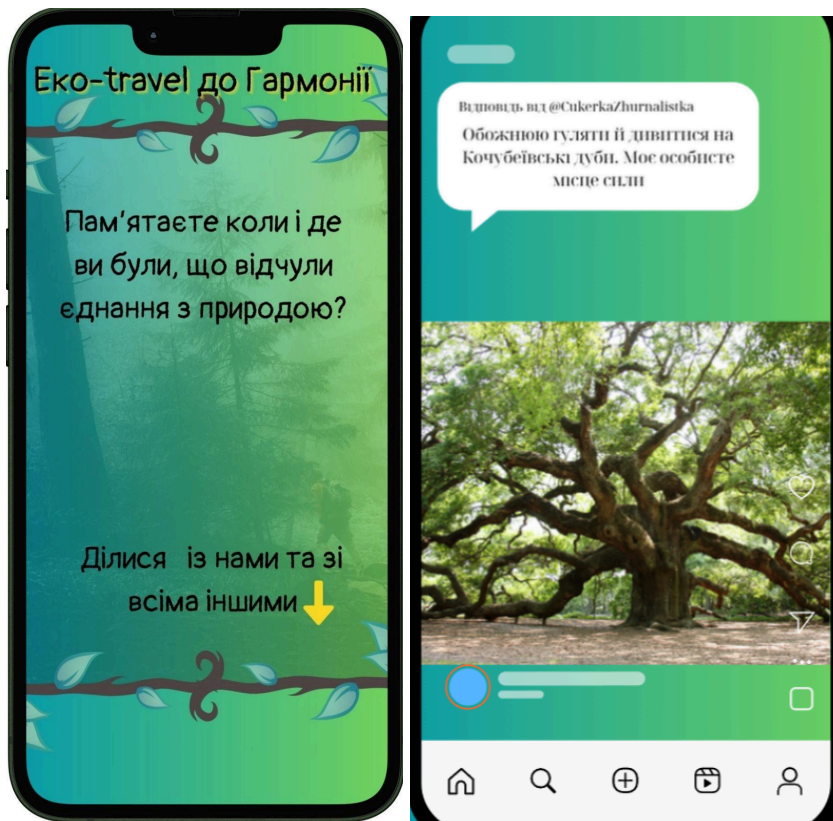 Еко-travel до Гармонії
Пам'ятаєте коли і де
ви були, що відчули
єднання з природою?
Ділися із нами та зі
всіма іншими
Відповідь від @CukerkaZhurnalistka
Обожнюю гуляти й дивитися на
Кочубеївські дуби. Моє особисте
місце сили